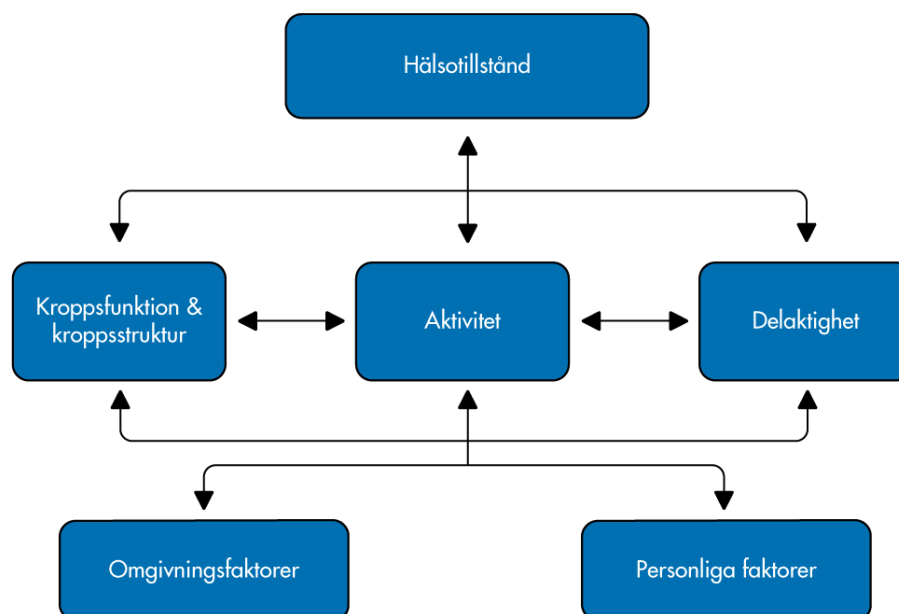 Hälsotillstånd
Kroppsfunktion &
kroppsstruktur
Aktivitet
Delaktighet
Omgivningsfaktorer
Personliga faktorer